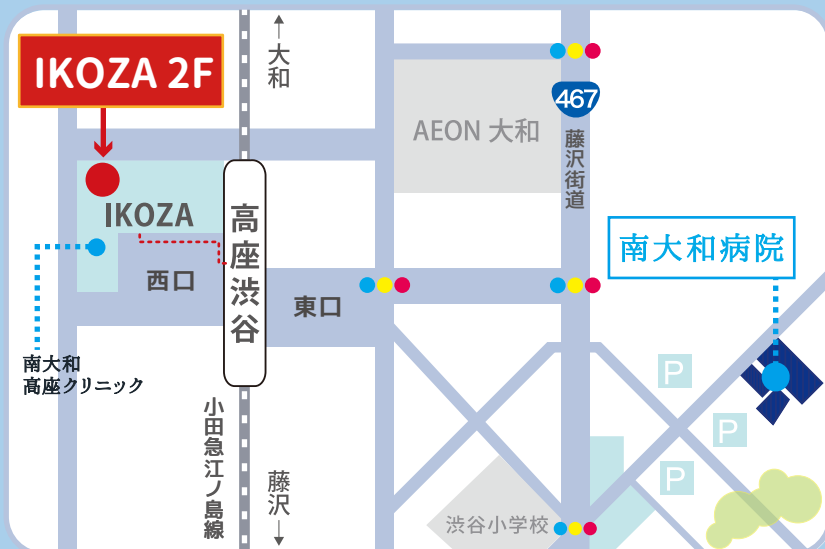 IKOZA 2F
↑大和
467
AEON 大和
藤沢街道
IKOZA
高座渋谷
南大和病院
西口
東口
南大和
高座クリニック
P
P
P
小田急江ノ島線
藤沢↓
渋谷小学校